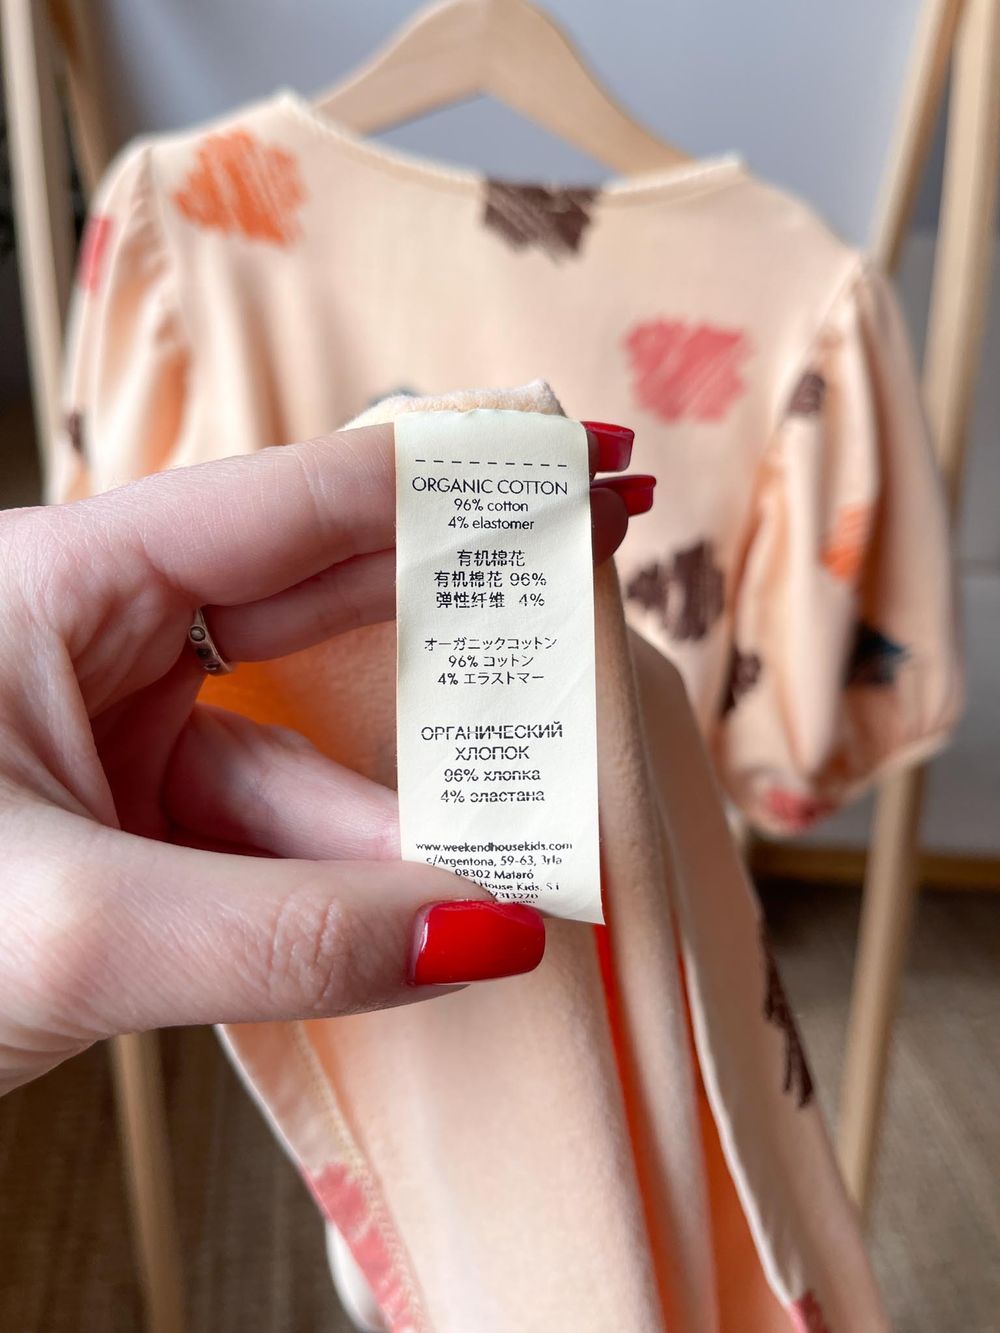 ORGANIC COTTON
96% cotton
4% elastomer
有机棉花
有机棉花 96%
弹性纤维 4%
オーガニックコットン
96% コットン
4% エラストマー
ОРГАНИЧЕСКИЙ
ХЛОПОК
96% хлопка
4% эластана
www.weekendhousekids.com
c/Argentona, 59-63, 3rla
08302 Mataró
House Kids, S.l